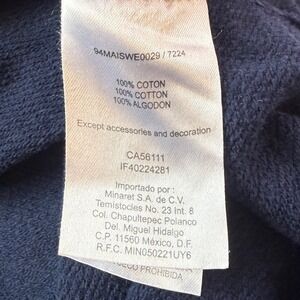 94MAISWE0029 / 7224
100% COTON
100% COTTON
100% ALGODON
Except accessories and decoration
CA56111
IF40224281
Importado por :
Minaret S.A. de C.V.
Temistocles No. 23 Int. 8
Col. Chapultepec Polanco
Del. Miguel Hidalgo
C.P. 11560 México, D.F.
R.F.C. MIN050221UY6
PROHIBIDA